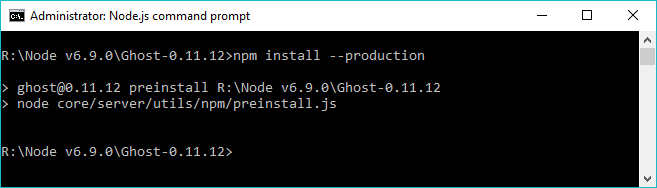 Administrator: Node.js command prompt
R:\Node v6.9.0\Ghost-0.11.12>npm install --production
> ghost@0.11.12 preinstall R:\Node v6.9.0\Ghost-0.11.12
> node core/server/utils/npm/preinstall.js
R:\Node v6.9.0\Ghost-0.11.12>